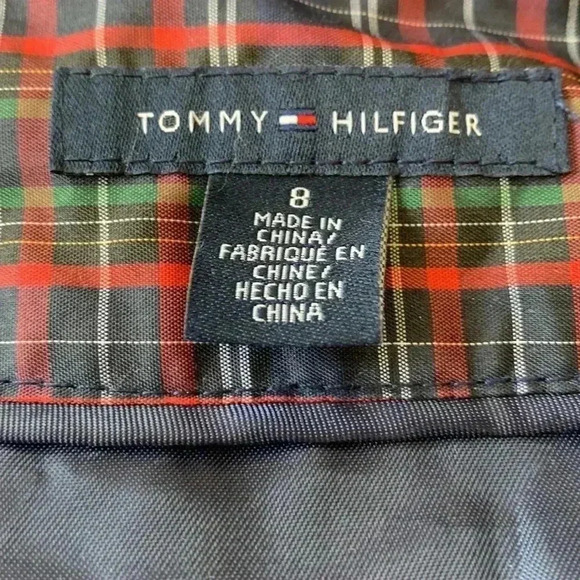 TOMMY HILFIGER
8
MADE IN
CHINA/
FABRIQUÉ EN
CHINE/
HECHO EN
CHINA